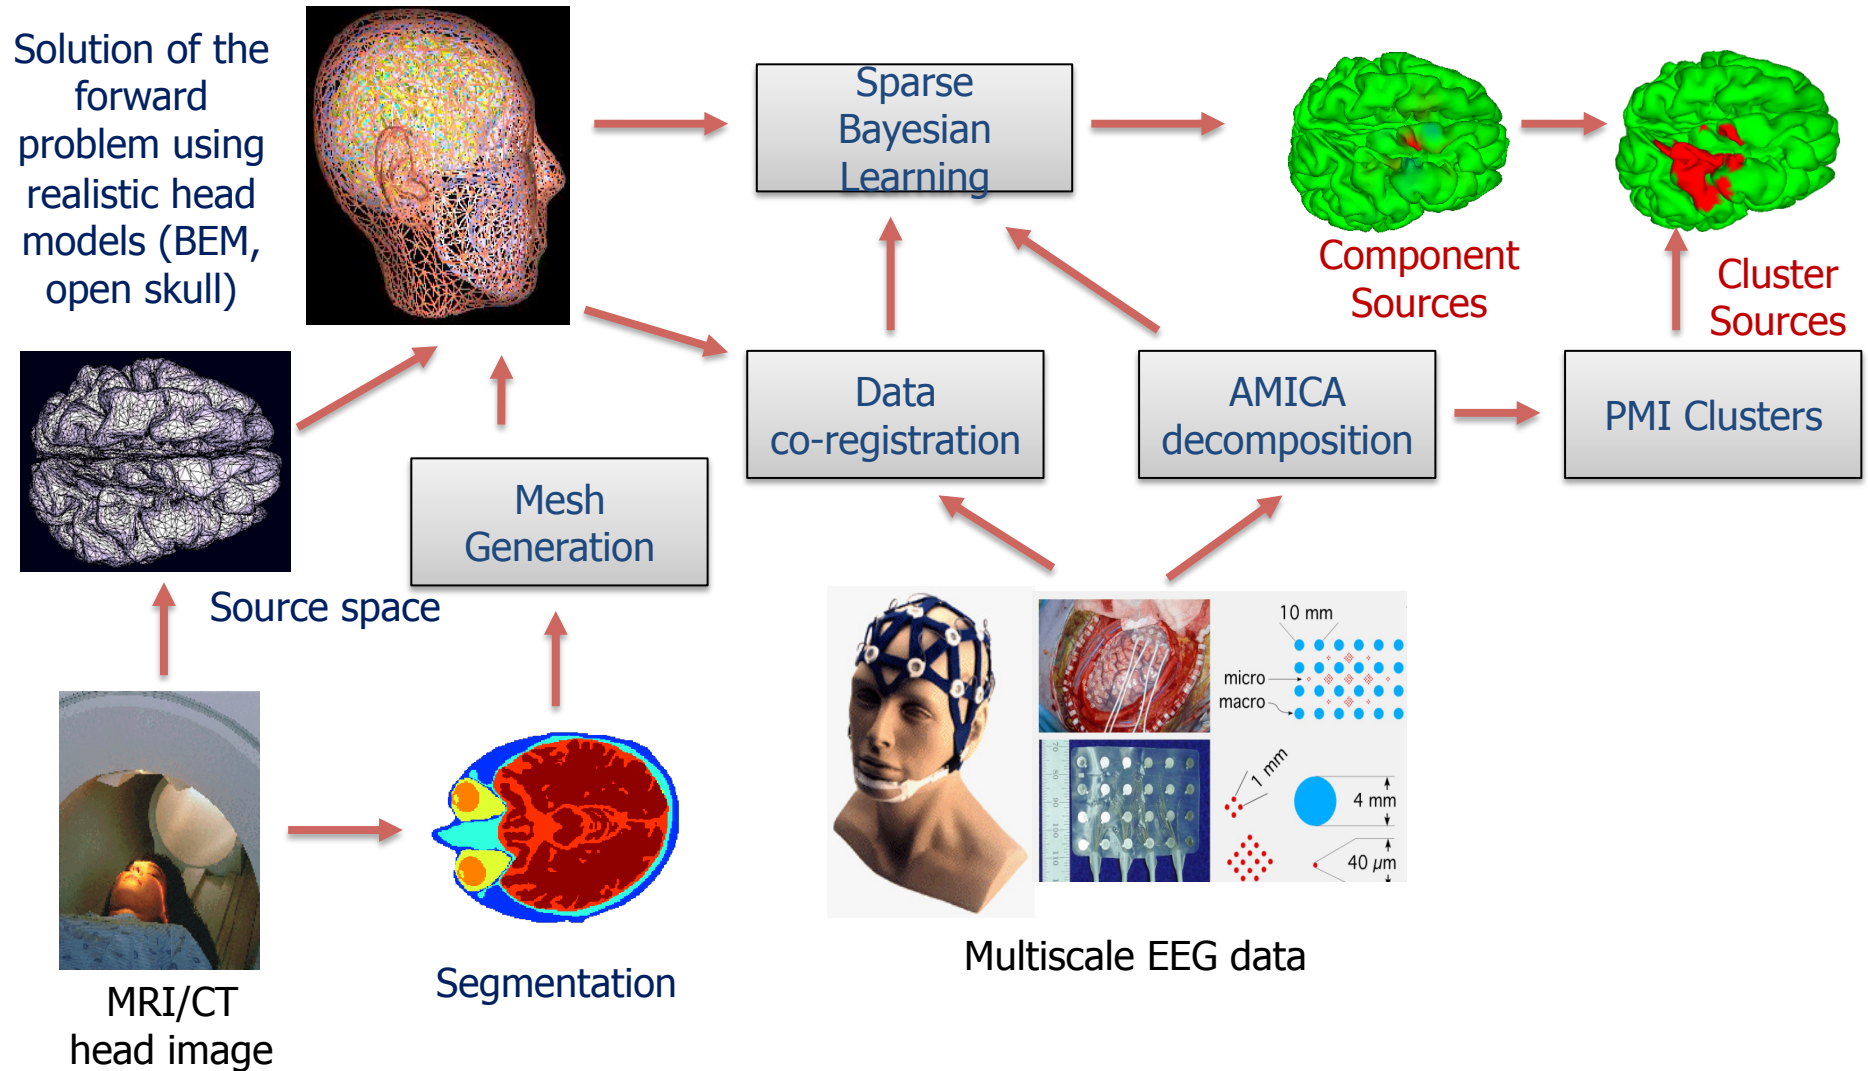 Solution of the
forward
problem using
realistic head
models (BEM,
open skull)
Sparse
Bayesian
Learning
Component
Sources
Cluster
Sources
Data
co-registration
AMICA
decomposition
PMI Clusters
Mesh
Generation
Source space
10 mm
micro
macro
1 mm
4 mm
40 µm
Segmentation
Multiscale EEG data
MRI/CT
head image